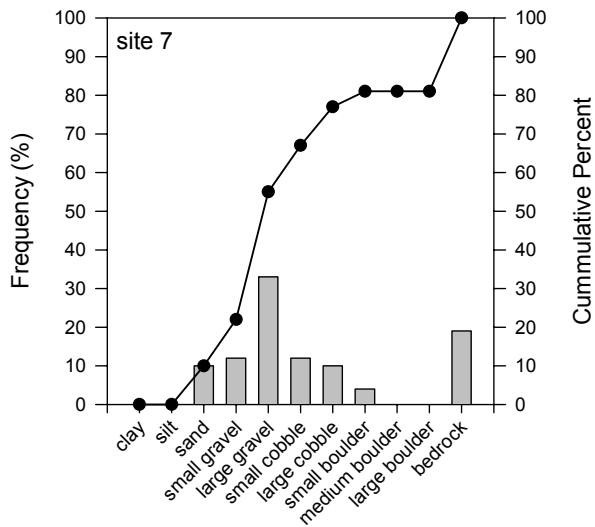 site 7
Frequency (%)
100
90
80
70
60
50
40
30
20
10
0
100
90
80
70
60
50
40
30
20
10
0
Cummulative Percent
clay
silt
sand
small gravel
large gravel
small cobble
large cobble
small boulder
medium boulder
large boulder
bedrock